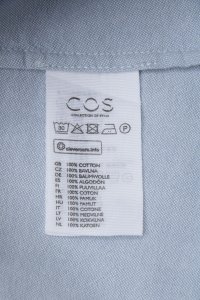 COS
COLLECTION OF STYLE
30
P
clevercare.info
GB 100% COTTON
CZ 100% BAVLNA
DE 100% BAUMWOLLE
ES 100% ALGODÓN
FI 100% PUUVILLAA
FR 100% COTON
HR 100% PAMUK
HU 100% PAMUT
IT 100% COTONE
LT 100% MEDVILNĖ
LV 100% KOKVILNA
NL 100% KATOEN